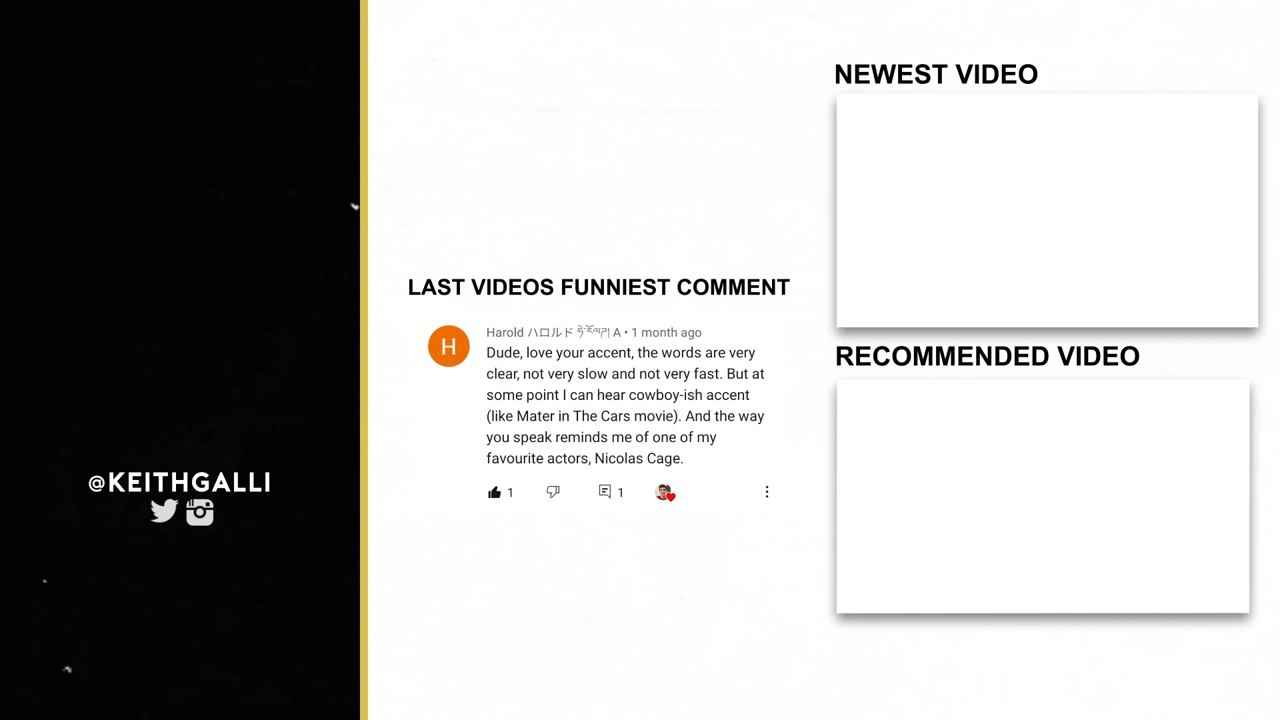 NEWEST VIDEO
LAST VIDEOS FUNNIEST COMMENT
H
Harold ハロルド ཧེ་རོལད། A • 1 month ago
Dude, love your accent, the words are very
clear, not very slow and not very fast. But at
some point I can hear cowboy-ish accent
(like Mater in The Cars movie). And the way
you speak reminds me of one of my
favourite actors, Nicolas Cage.
1 1
RECOMMENDED VIDEO
@KEITHGALLI